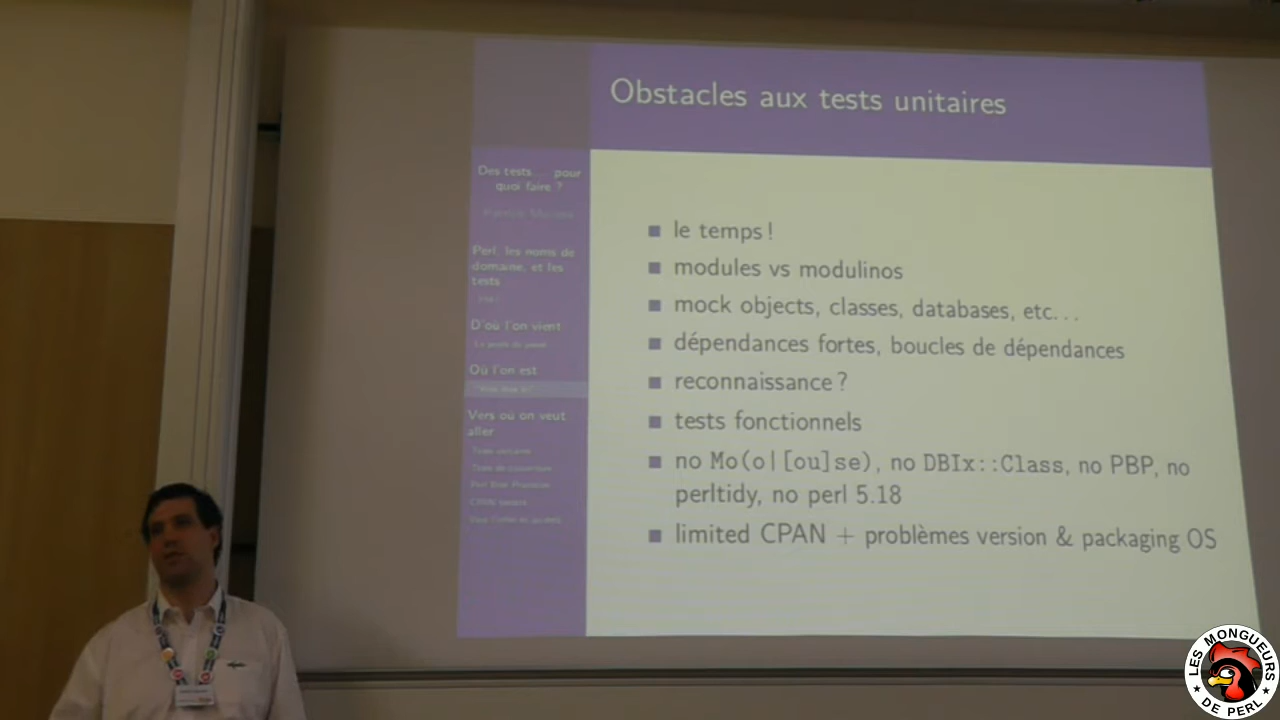 Obstacles aux tests unitaires
Des tests... pour
quoi faire ?
Perl, les noms de
domaine, et les
tests
D'où l'on vient
Où l'on est
Vers où on veut
aller
le temps !
modules vs modulinos
mock objects, classes, databases, etc...
dépendances fortes, boucles de dépendances
reconnaissance ?
tests fonctionnels
no Mo(o|[ou]se), no DBIx::Class, no PBP, no
perltidy, no perl 5.18
limited CPAN + problèmes version & packaging OS
LES MONGUEURS
DE PERL